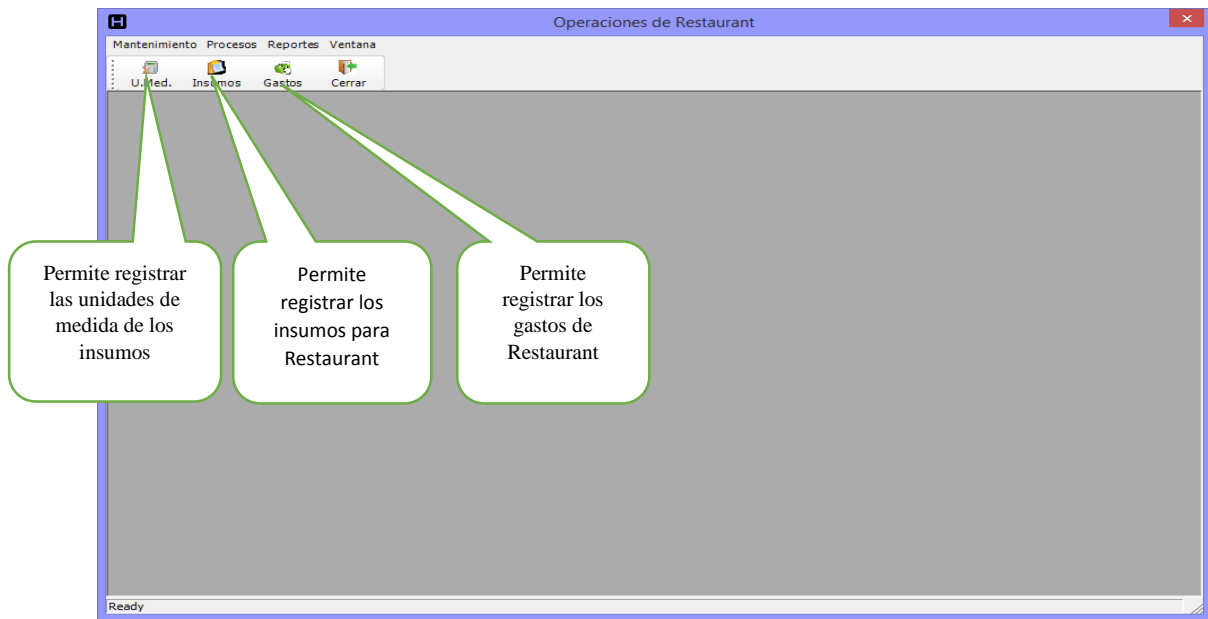 H
Operaciones de Restaurant
Mantenimiento Procesos Reportes Ventana
U.Med. Insumos Gastos Cerrar
Permite registrar
las unidades de
medida de los
insumos
Permite
registrar los
insumos para
Restaurant
Permite
registrar los
gastos de
Restaurant
Ready